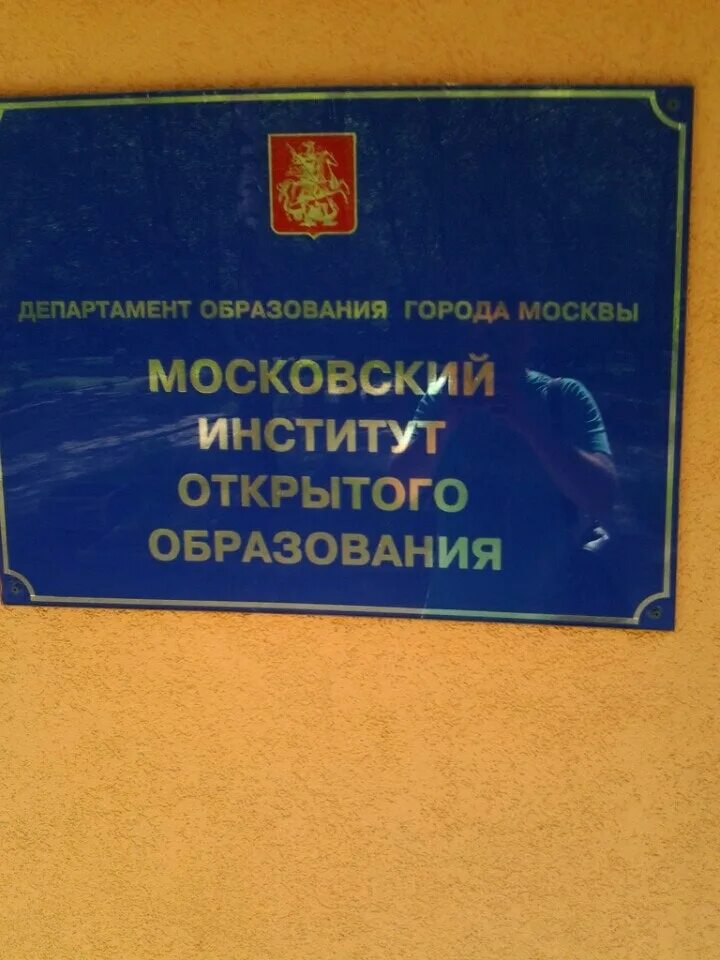 ДЕПАРТАМЕНТ ОБРАЗОВАНИЯ ГОРОДА МОСКВЫ
МОСКОВСКИЙ
ИНСТИТУТ
ОТКРЫТОГО
ОБРАЗОВАНИЯ